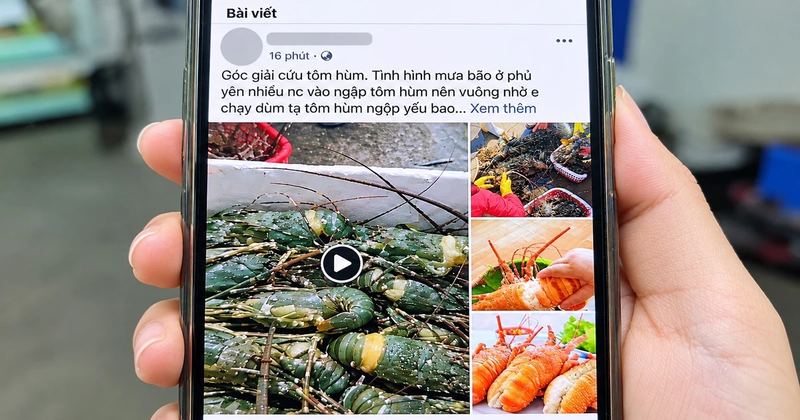 Bài viết
16 phút ·
Góc giải cứu tôm hùm. Tình hình mưa bão ở phủ
yên nhiều nc vào ngập tôm hùm nên vuông nhờ e
chạy dùm tạ tôm hùm ngộp yếu bao... Xem thêm